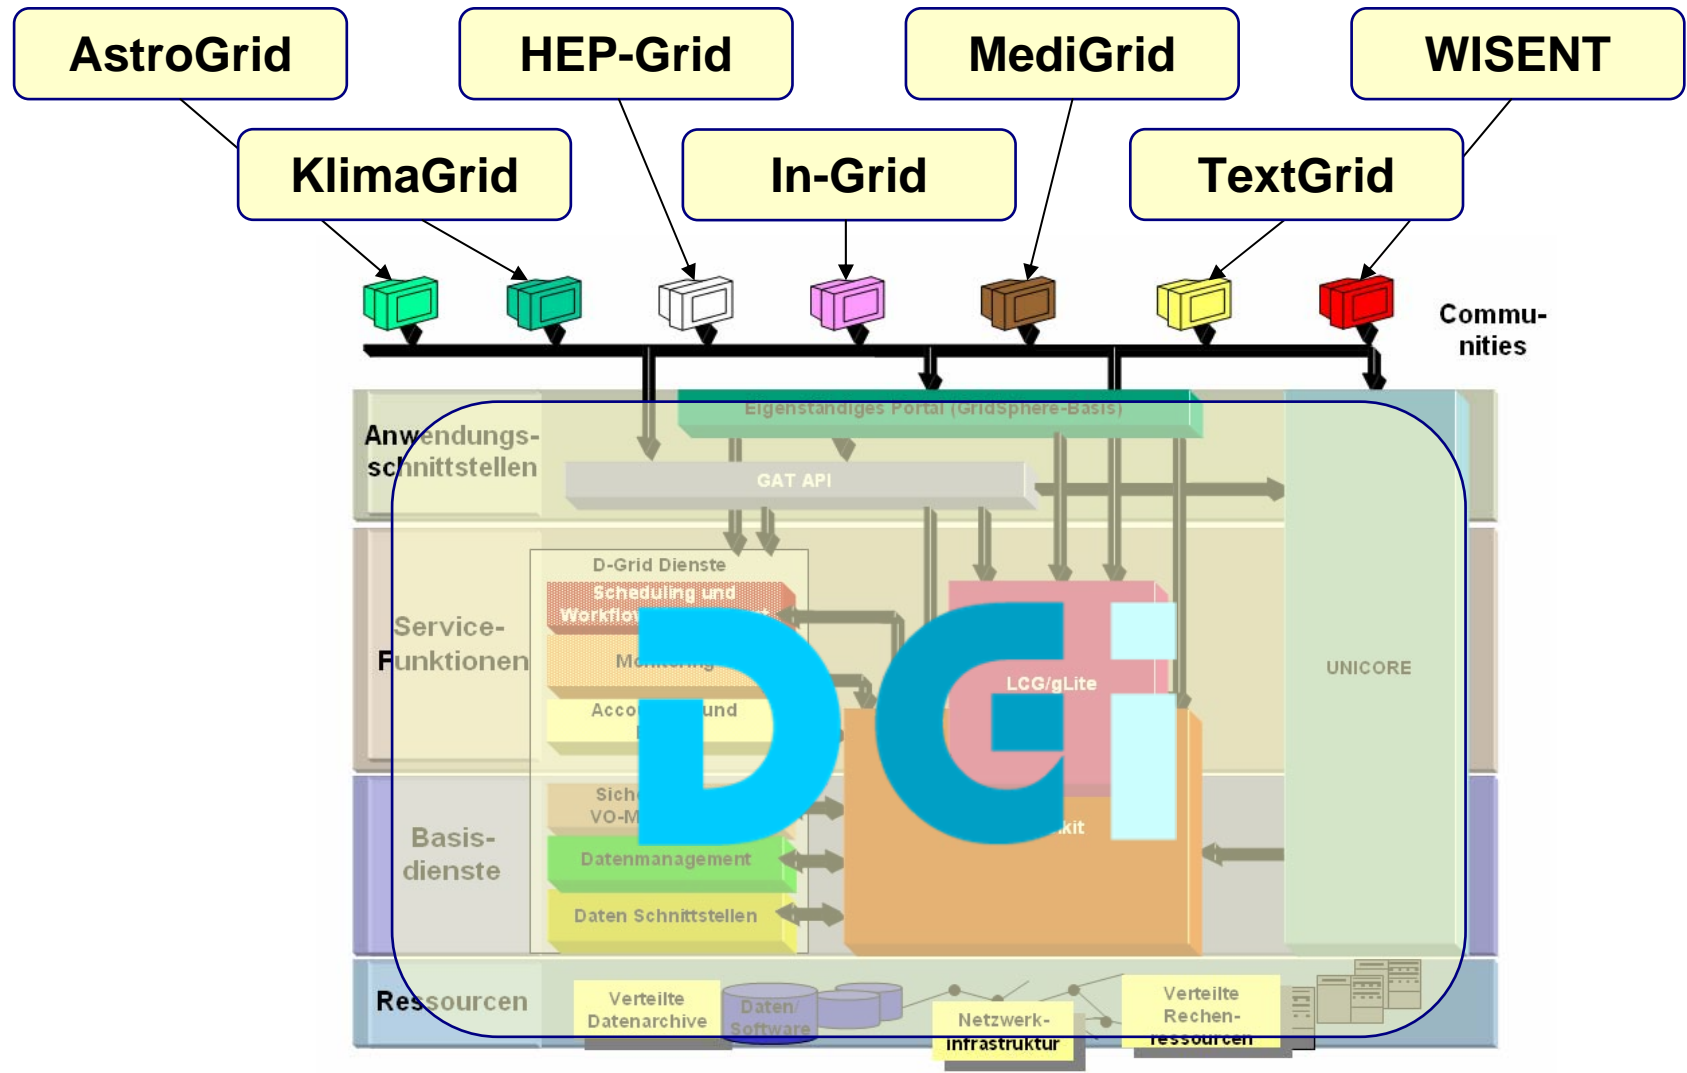 AstroGrid
HEP-Grid
MediGrid
WISENT
KlimaGrid
In-Grid
TextGrid
Commu-
nities
Eigenständiges Portal (GridSphere-Basis)
Anwendungs-
schnittstellen
GAT API
D-Grid Dienste
Scheduling und
Service-
Funktionen
UNICORE
LCG/gLite
und
DGi
Basis-
dienste
Datenmanagement
Daten Schnittstellen
Ressourcen
Verteilte
Datenarchive
Daten/
Software
Netzwerk-
infrastruktur
Verteilte
Rechen-
ressourcen